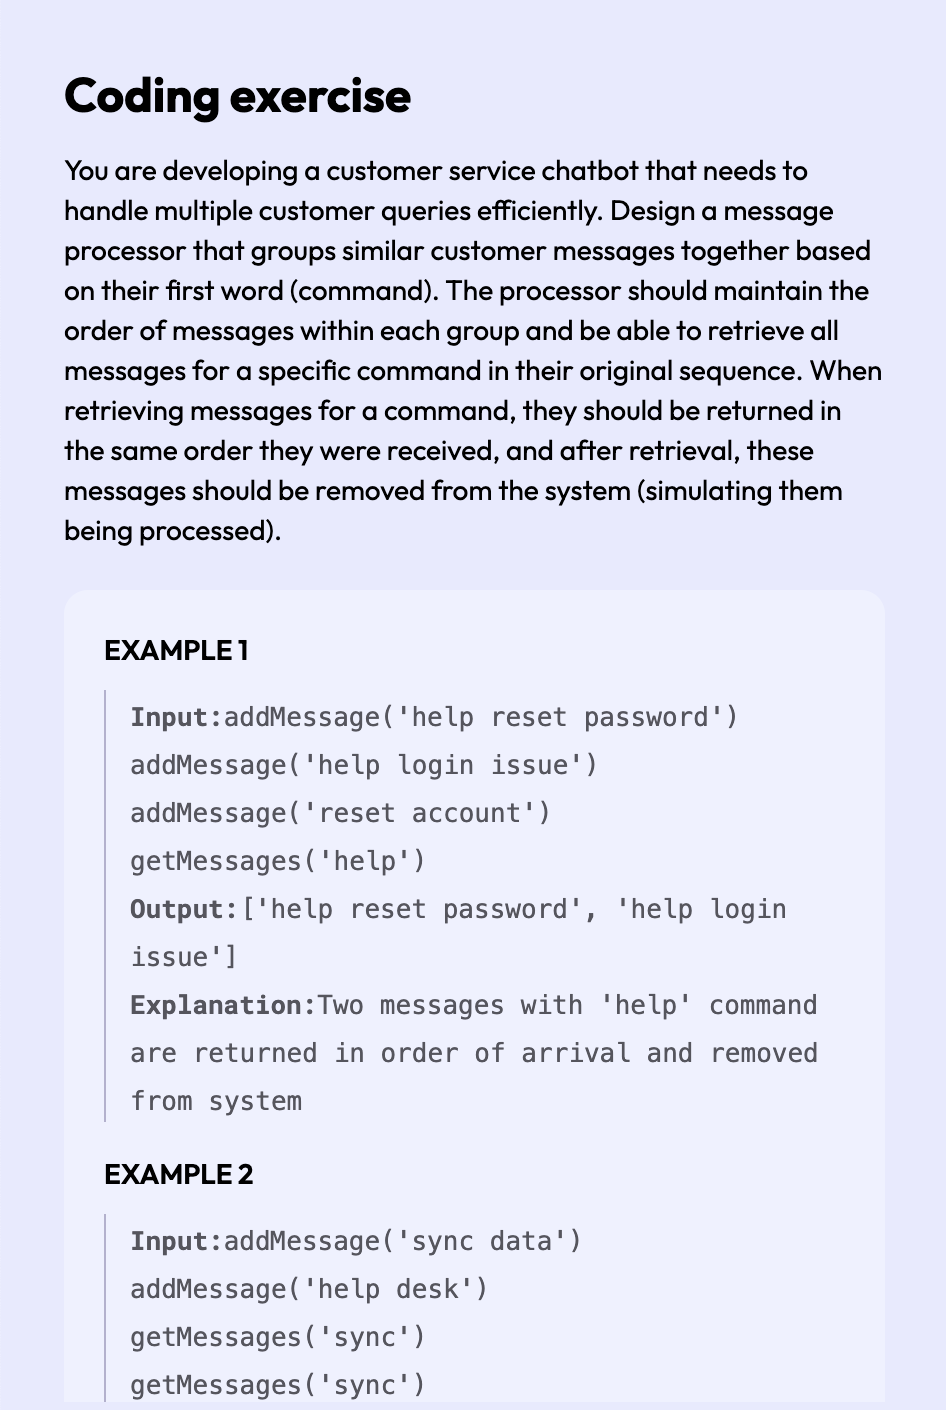 Coding exercise
You are developing a customer service chatbot that needs to
handle multiple customer queries efficiently. Design a message
processor that groups similar customer messages together based
on their first word (command). The processor should maintain the
order of messages within each group and be able to retrieve all
messages for a specific command in their original sequence. When
retrieving messages for a command, they should be returned in
the same order they were received, and after retrieval, these
messages should be removed from the system (simulating them
being processed).
EXAMPLE 1
Input:addMessage('help reset password')
addMessage('help login issue')
addMessage('reset account')
getMessages('help')
Output:['help reset password', 'help login
issue']
Explanation:Two messages with 'help' command
are returned in order of arrival and removed
from system
EXAMPLE 2
Input:addMessage('sync data')
addMessage('help desk')
getMessages('sync')
getMessages('sync')